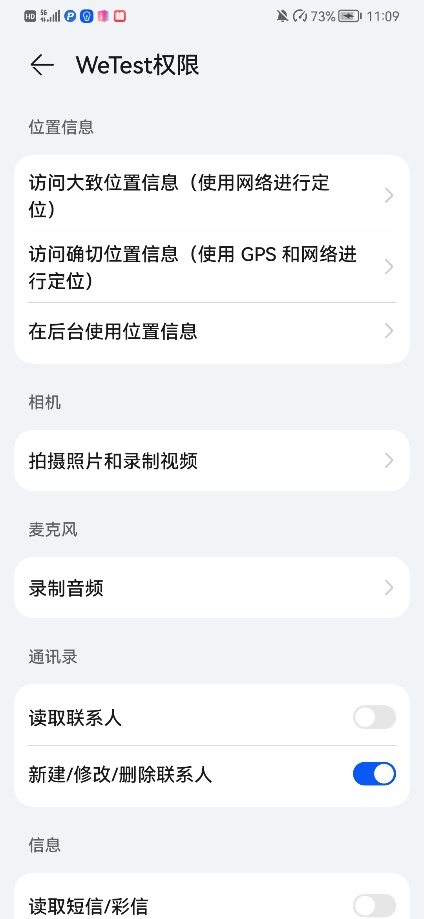 HD 5G 73% 11:09
WeTest权限
位置信息
访问大致位置信息（使用网络进行定
位）
访问确切位置信息（使用 GPS 和网络进
行定位）
在后台使用位置信息
相机
拍摄照片和录制视频
麦克风
录制音频
通讯录
读取联系人
新建/修改/删除联系人
信息
读取短信/彩信